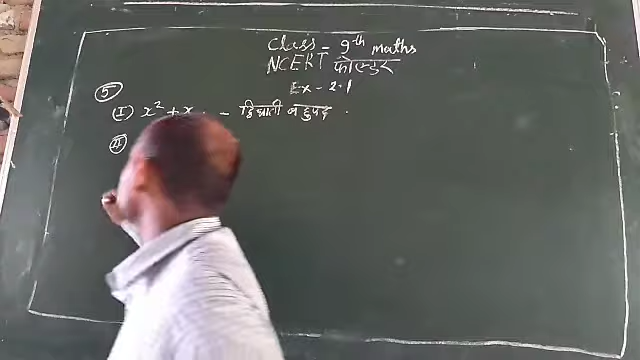 Class - 9th maths
NCERT फोल्डर
Ex - 2.1
⑤
(I) x² + x - द्विघाती बहुपद .
(II)